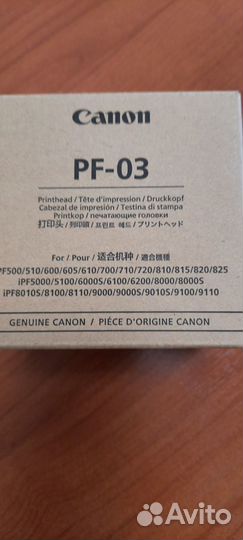 Canon
PF-03
Printhead / Tête d'impression / Druckkopf
Cabezal de impresión / Testina di stampa
Printkop / печатающие головки
打印头 / 列印頭 / 프린트 헤드 / プリントヘッド
For / Pour / 适合机种 / 適合機種
PF500/510/600/605/610/700/710/720/810/815/820/825
iPF5000/5100/6000S/6100/6200/8000/8000S
iPF8010S/8100/8110/9000/9000S/9010S/9100/9110
GENUINE CANON / PIÉCE D'ORIGINE CANON
Avito